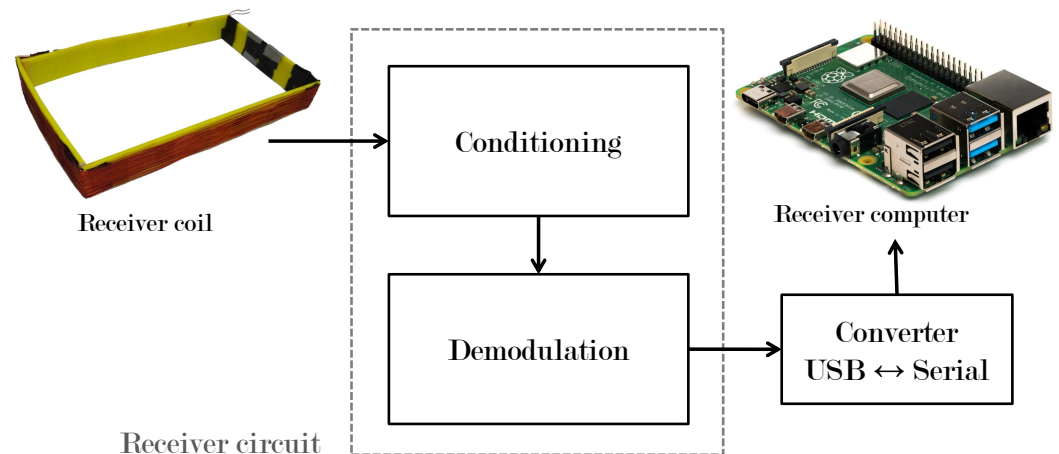 Receiver coil
Conditioning
Demodulation
Receiver circuit
Converter
USB ↔ Serial
Receiver computer